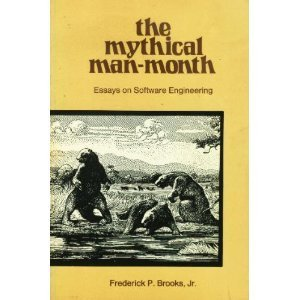 the
mythical
man-month
Essays on Software Engineering
Frederick P. Brooks, Jr.